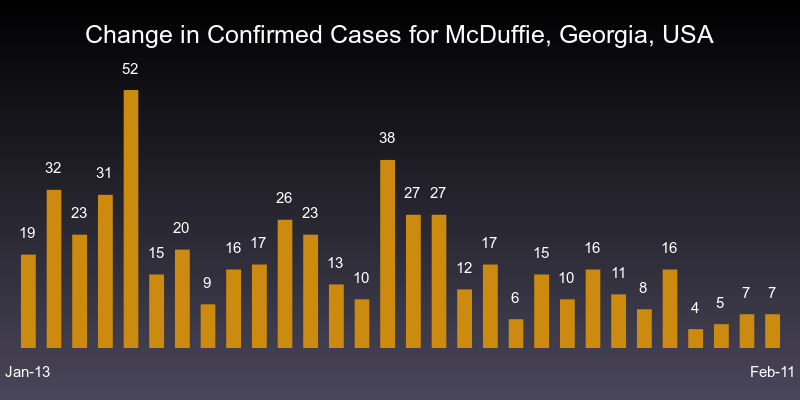 Change in Confirmed Cases for McDuffie, Georgia, USA
19 32 23 31 52 15 20 9 16 17 26 23 13 10 38 27 27 12 17 6 15 10 16 11 8 16 4 5 7 7
Jan-13 Feb-11